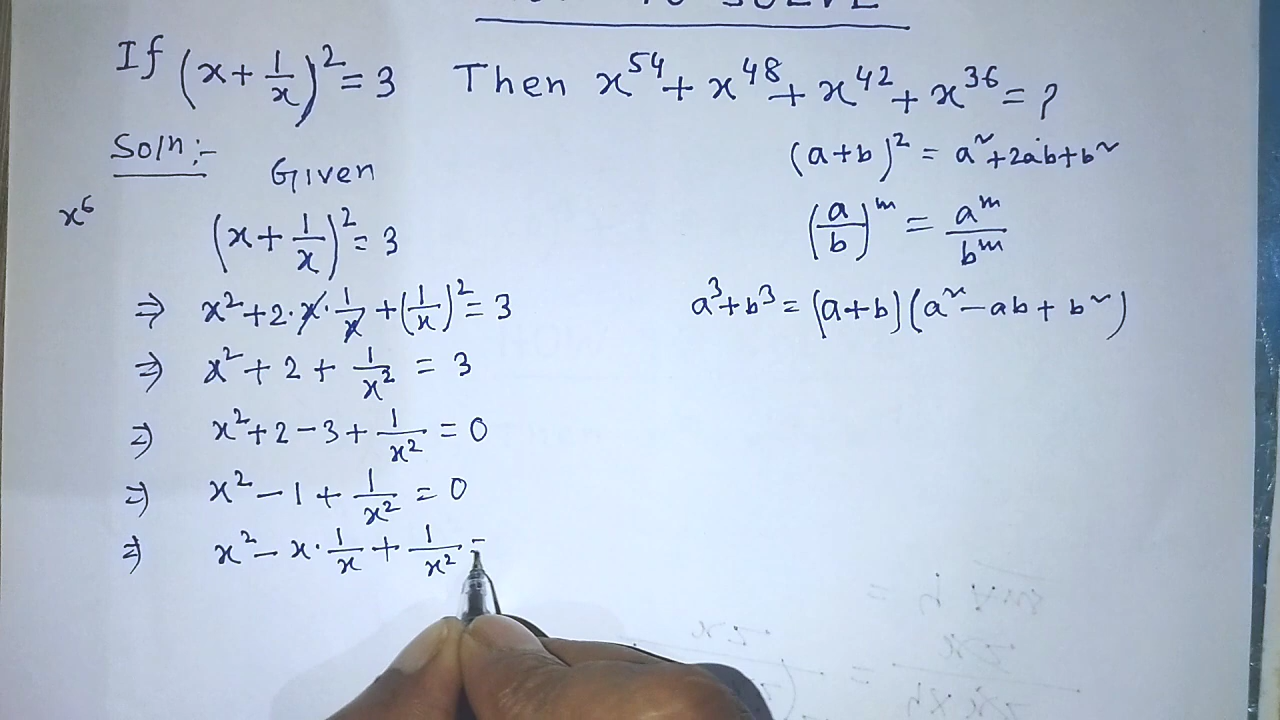 TO SOLVE
If (x + 1/x)² = 3 Then x⁵⁴ + x⁴⁸ + x⁴² + x³⁶ = ?
Soln:-
Given
(a+b)² = a² + 2ab + b²
x⁶
(x + 1/x)² = 3
(a/b)ᵐ = aᵐ/bᵐ
⇒ x² + 2·x·1/x + (1/x)² = 3
a³ + b³ = (a+b)(a² - ab + b²)
⇒ x² + 2 + 1/x² = 3
⇒ x² + 2 - 3 + 1/x² = 0
⇒ x² - 1 + 1/x² = 0
⇒ x² - x·1/x + 1/x² =